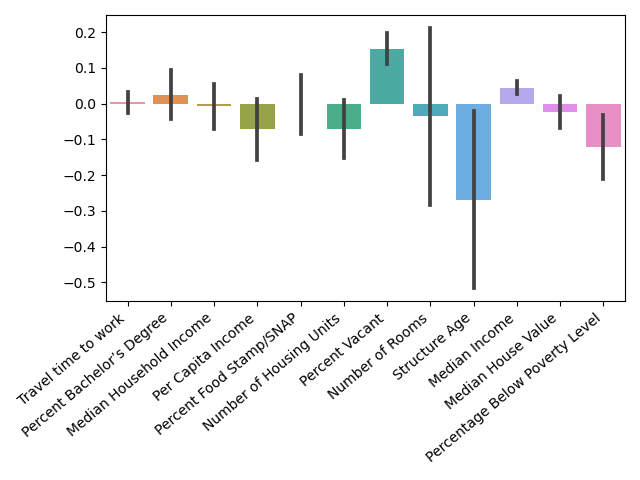 0.2
0.1
0.0
−0.1
−0.2
−0.3
−0.4
−0.5
Travel time to work
Percent Bachelor's Degree
Median Household Income
Per Capita Income
Percent Food Stamp/SNAP
Number of Housing Units
Percent Vacant
Number of Rooms
Structure Age
Median Income
Median House Value
Percentage Below Poverty Level